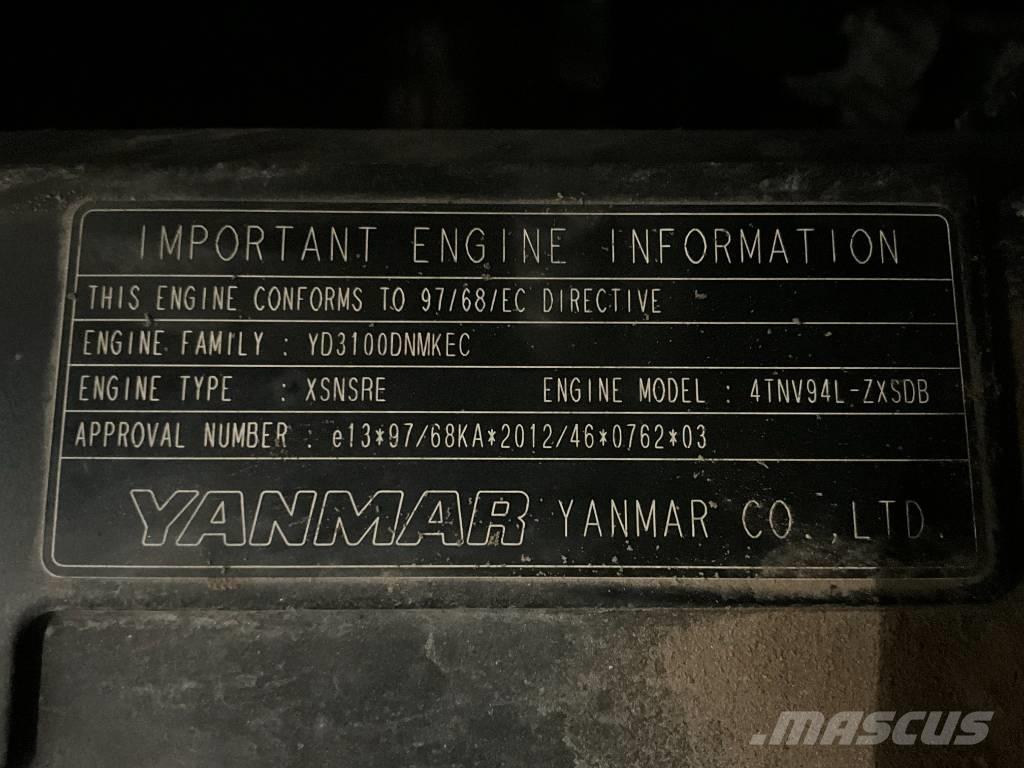 IMPORTANT ENGINE INFORMATION
THIS ENGINE CONFORMS TO 97/68/EC DIRECTIVE
ENGINE FAMILY : YD3100DNMKEC
ENGINE TYPE : XSNSRE ENGINE MODEL : 4TNV94L-ZXSDB
APPROVAL NUMBER : e13*97/68KA*2012/46*0762*03
YANMAR YANMAR CO.,LTD.
MASCUS